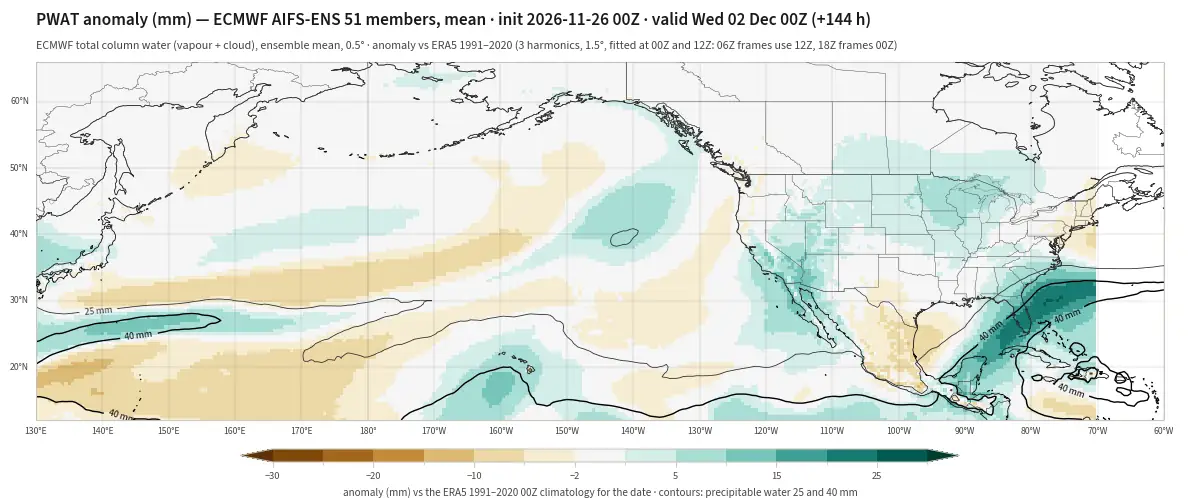 PWAT anomaly (mm) — ECMWF AIFS-ENS 51 members, mean · init 2026-11-26 00Z · valid Wed 02 Dec 00Z (+144 h)
ECMWF total column water (vapour + cloud), ensemble mean, 0.5° · anomaly vs ERA5 1991–2020 (3 harmonics, 1.5°, fitted at 00Z and 12Z: 06Z frames use 12Z, 18Z frames 00Z)
60°N
50°N
40°N
30°N
20°N
25 mm
40 mm
40 mm
40 mm
40 mm
40 mm
130°E 140°E 150°E 160°E 170°E 180° 170°W 160°W 150°W 140°W 130°W 120°W 110°W 100°W 90°W 80°W 70°W 60°W
−30 −20 −10 −2 5 15 25
anomaly (mm) vs the ERA5 1991–2020 00Z climatology for the date · contours: precipitable water 25 and 40 mm